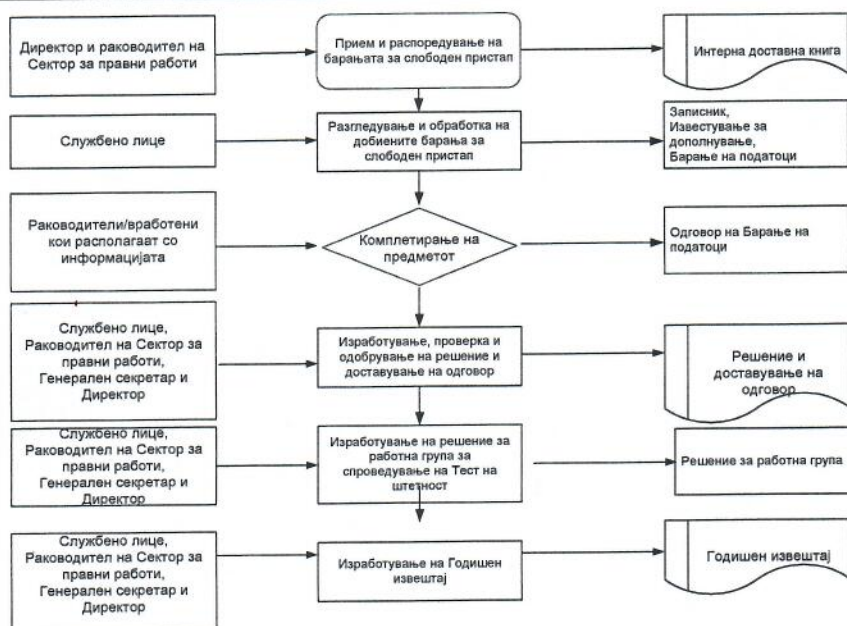 Директор и раководител на
Сектор за правни работи
Прием и распоредување на
барањата за слободен пристап
Интерна доставна книга
Службено лице
Разгледување и обработка на
добиените барања за
слободен пристап
Записник,
Известување за
дополнување,
Барање на податоци
Раководители/вработени
кои располагаат со
информацијата
Комплетирање на
предметот
Одговор на Барање на
податоци
Службено лице,
Раководител на Сектор за
правни работи,
Генерален секретар и
Директор
Изработување, проверка и
одобрување на решение и
доставување на одговор
Решение и
доставување на
одговор
Службено лице,
Раководител на Сектор за
правни работи,
Генерален секретар и
Директор
Изработување на решение за
работна група за
спроведување на Тест на
штетност
Решение за работна група
Службено лице,
Раководител на Сектор за
правни работи,
Генерален секретар и
Директор
Изработување на Годишен
извештај
Годишен извештај